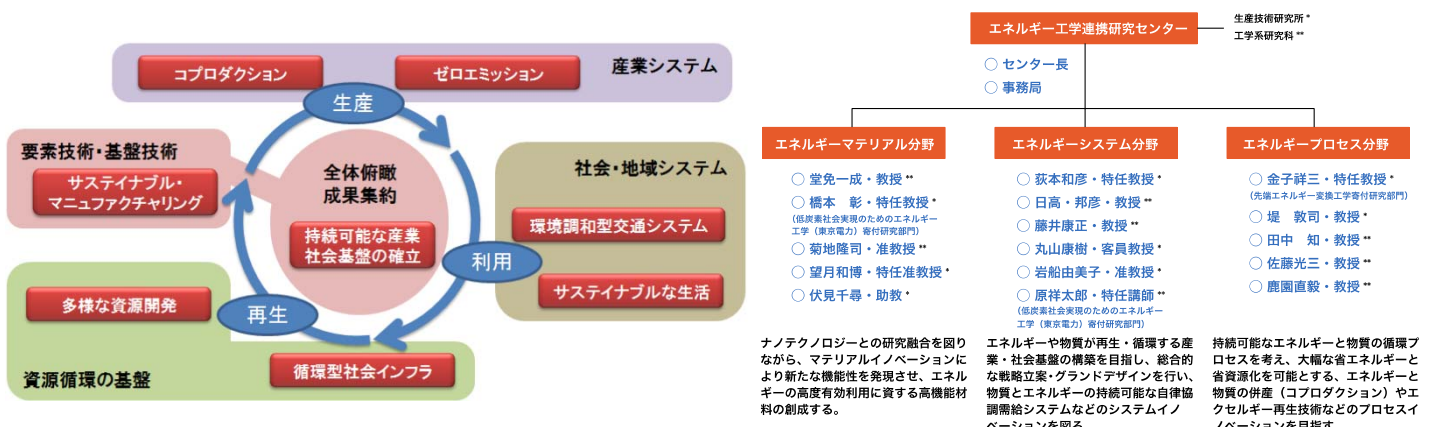 産業システム
コプロダクション
ゼロエミッション
生産
要素技術・基盤技術
サステイナブル・
マニュファクチャリング
全体俯瞰
成果集約
持続可能な産業
社会基盤の確立
社会・地域システム
環境調和型交通システム
利用
サステイナブルな生活
多様な資源開発
再生
資源循環の基盤
循環型社会インフラ
エネルギー工学連携研究センター
生産技術研究所 *
工学系研究科 **
○ センター長
○ 事務局
エネルギーマテリアル分野
○ 堂免一成・教授 **
○ 橋本　彰・特任教授 *
(低炭素社会実現のためのエネルギー
工学（東京電力）寄付研究部門)
○ 菊地隆司・准教授 **
○ 望月和博・特任准教授 *
○ 伏見千尋・助教 *
ナノテクノロジーとの研究融合を図り
ながら、マテリアルイノベーションに
より新たな機能性を発現させ、エネル
ギーの高度有効利用に資する高機能材
料の創成する。
エネルギーシステム分野
○ 荻本和彦・特任教授 *
○ 日高・邦彦・教授 **
○ 藤井康正・教授 **
○ 丸山康樹・客員教授 *
○ 岩船由美子・准教授 *
○ 原祥太郎・特任講師 **
(低炭素社会実現のためのエネルギー
工学（東京電力）寄付研究部門)
エネルギーや物質が再生・循環する産
業・社会基盤の構築を目指し、総合的
な戦略立案・グランドデザインを行い、
物質とエネルギーの持続可能な自律協
調需給システムなどのシステムイノ
ベーションを図る。
エネルギープロセス分野
○ 金子祥三・特任教授 *
(先端エネルギー変換工学寄付研究部門)
○ 堤　敦司・教授 *
○ 田中　知・教授 **
○ 佐藤光三・教授 **
○ 鹿園直毅・教授 **
持続可能なエネルギーと物質の循環プ
ロセスを考え、大幅な省エネルギーと
省資源化を可能とする、エネルギーと
物質の併産（コプロダクション）やエ
クセルギー再生技術などのプロセスイ
ノベーションを目指す。